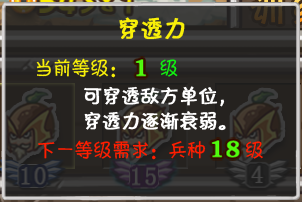 穿透力
当前等级：1 级
可穿透敌方单位，
穿透力逐渐衰弱。
下一等级需求：兵种18级
10 15 4